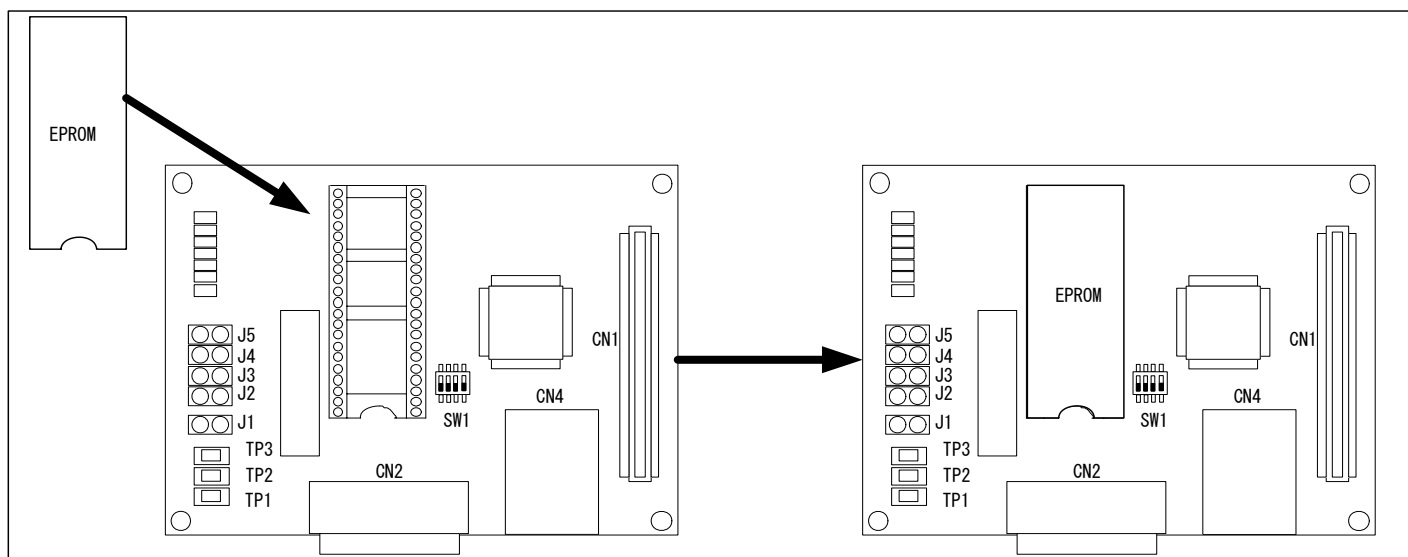 EPROM
J5
J4
J3
J2
J1
TP3
TP2
TP1
CN2
SW1
CN4
CN1
EPROM
J5
J4
J3
J2
J1
TP3
TP2
TP1
CN2
SW1
CN4
CN1